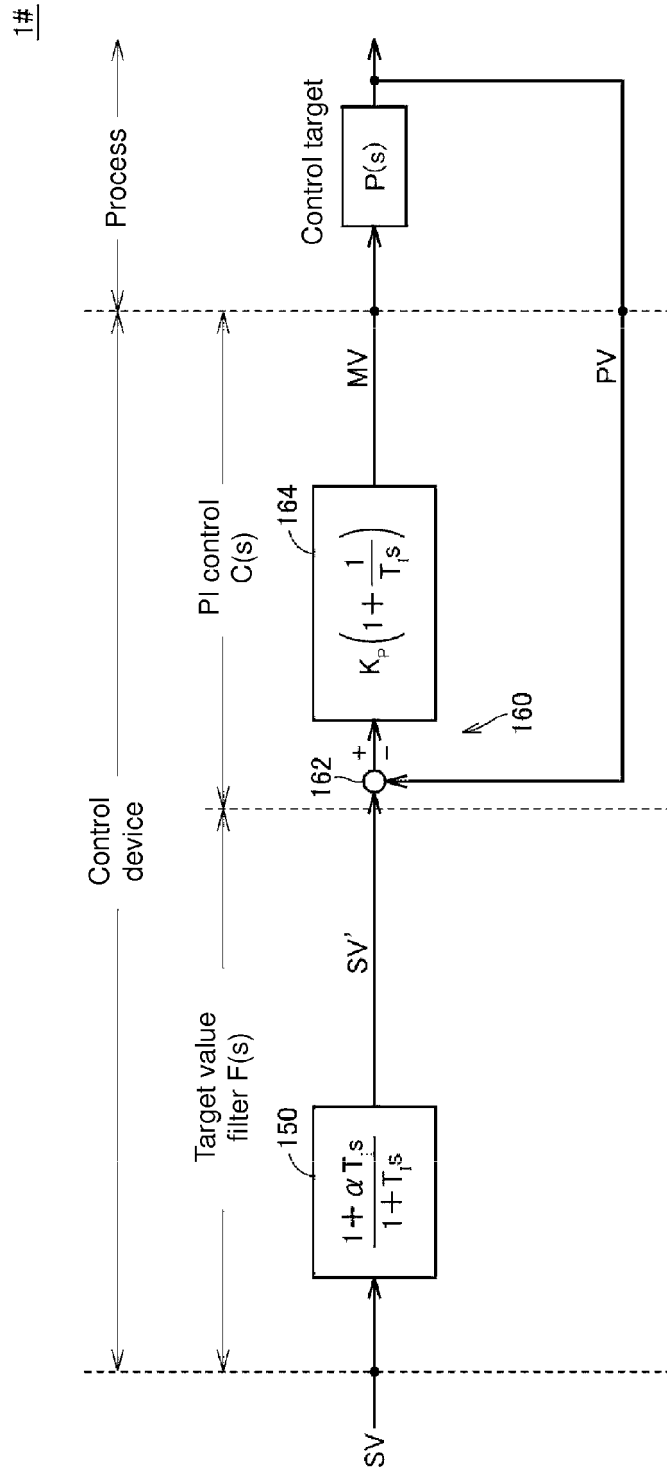 1#
Control
device
Process
Target value
filter F(s)
PI control
C(s)
Control target
SV
150
1 + α T_I s
1 + T_I s
SV'
162
+
−
164
K_P ( 1 + 1 / T_I s )
MV
P(s)
160
PV